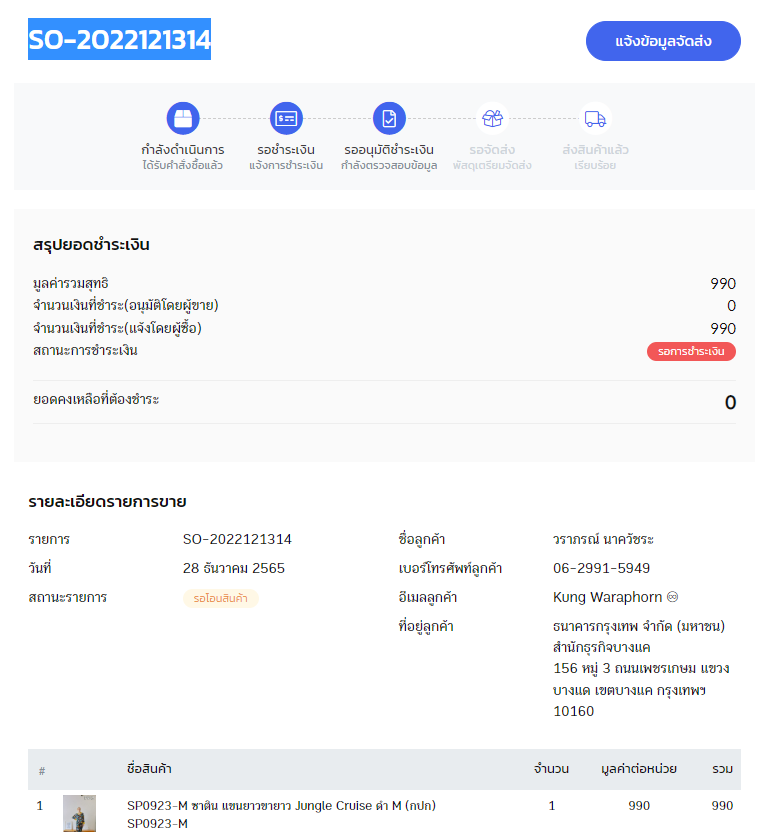 SO-2022121314
แจ้งข้อมูลจัดส่ง
กำลังดำเนินการ
ได้รับคำสั่งซื้อแล้ว
รอชำระเงิน
แจ้งการชำระเงิน
รออนุมัติชำระเงิน
กำลังตรวจสอบข้อมูล
รอจัดส่ง
พัสดุเตรียมจัดส่ง
ส่งสินค้าแล้ว
เรียบร้อย
สรุปยอดชำระเงิน
มูลค่ารวมสุทธิ 990
จำนวนเงินที่ชำระ(อนุมัติโดยผู้ขาย) 0
จำนวนเงินที่ชำระ(แจ้งโดยผู้ซื้อ) 990
สถานะการชำระเงิน รอการชำระเงิน
ยอดคงเหลือที่ต้องชำระ 0
รายละเอียดรายการขาย
รายการ SO-2022121314
วันที่ 28 ธันวาคม 2565
สถานะรายการ รอโอนสินค้า
ชื่อลูกค้า วราภรณ์ นาควัชระ
เบอร์โทรศัพท์ลูกค้า 06-2991-5949
อีเมลลูกค้า Kung Waraphorn ♾
ที่อยู่ลูกค้า ธนาคารกรุงเทพ จำกัด (มหาชน)
สำนักธุรกิจบางแค
156 หมู่ 3 ถนนเพชรเกษม แขวง
บางแค เขตบางแค กรุงเทพฯ
10160
# ชื่อสินค้า จำนวน มูลค่าต่อหน่วย รวม
1 SP0923-M ซาติน แขนยาวขายาว Jungle Cruise ดำ M (กปก) 1 990 990
SP0923-M